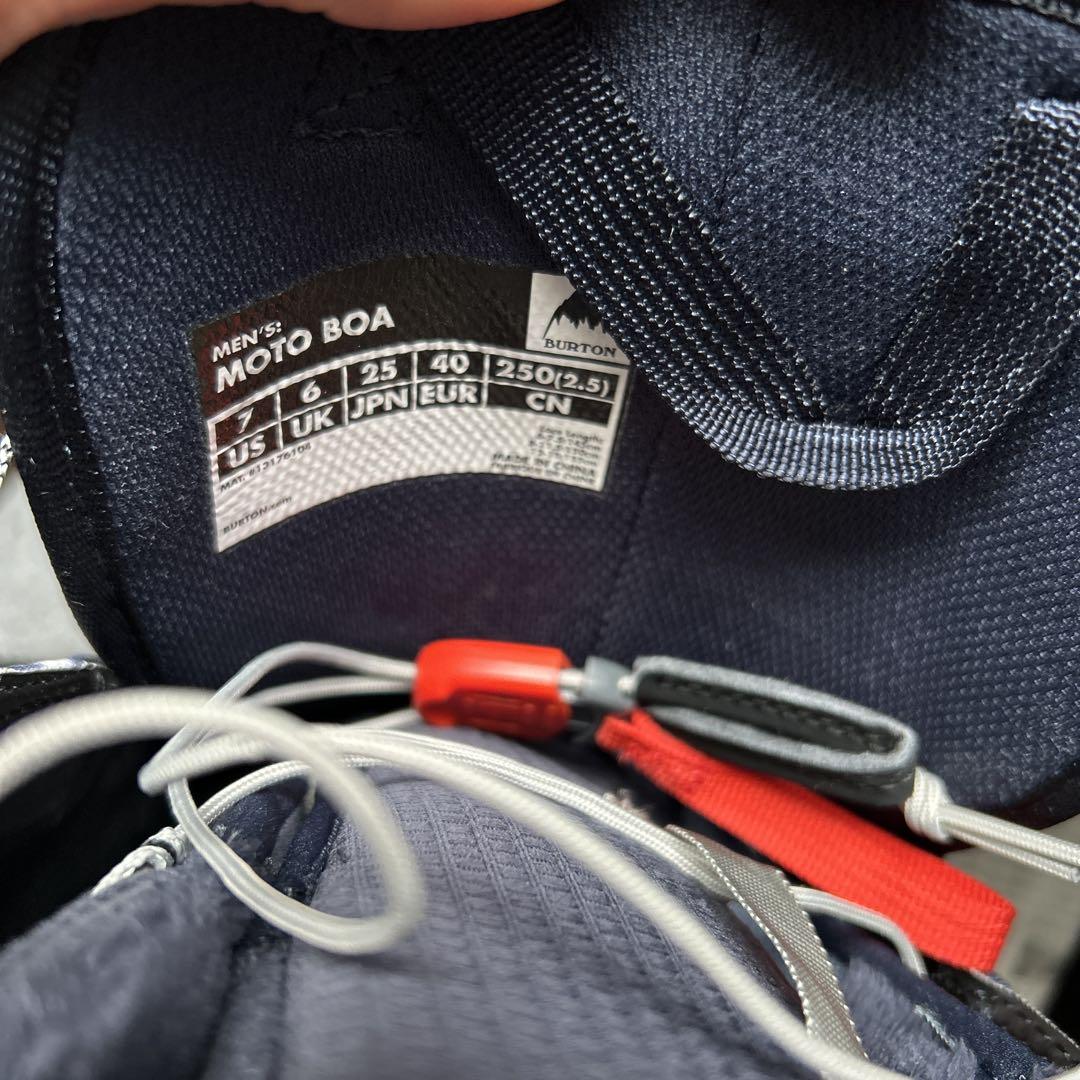 MEN'S:
MOTO BOA
BURTON
7 6 25 40 250(2.5)
US UK JPN EUR CN
MADE IN CHINA
BURTON.com